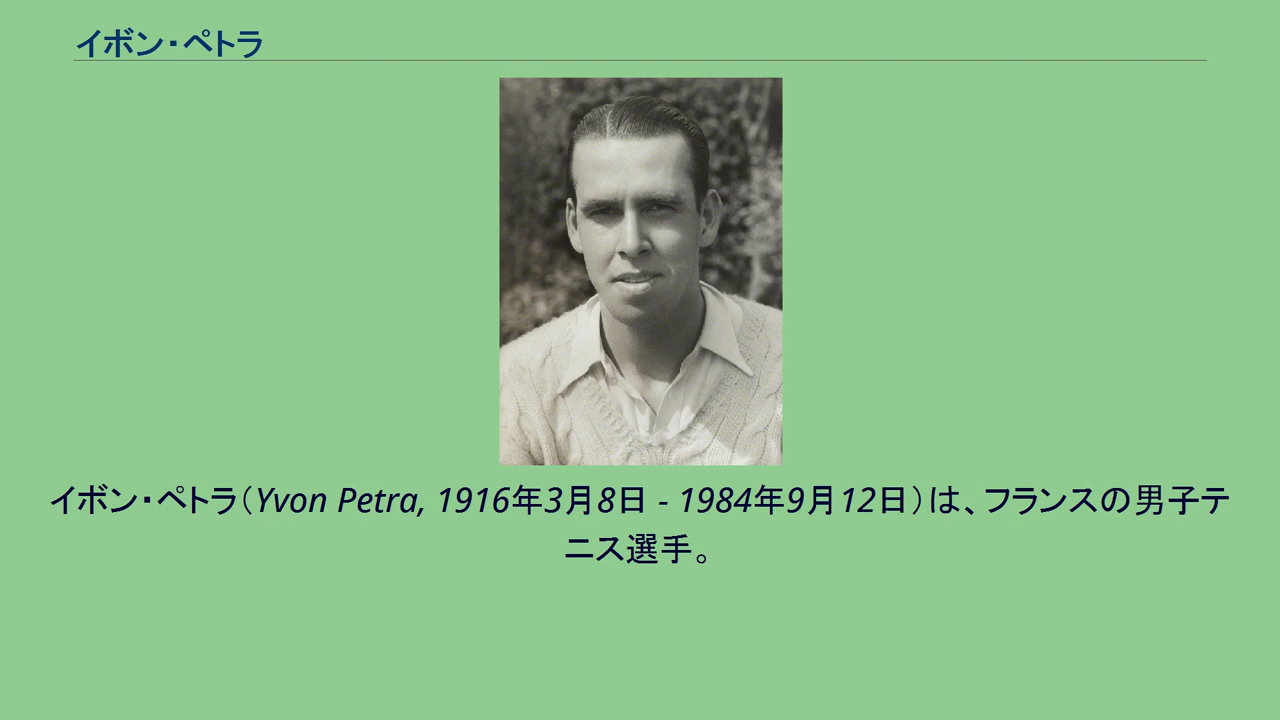 イボン・ペトラ
イボン・ペトラ（Yvon Petra, 1916年3月8日 - 1984年9月12日）は、フランスの男子テ
ニス選手。